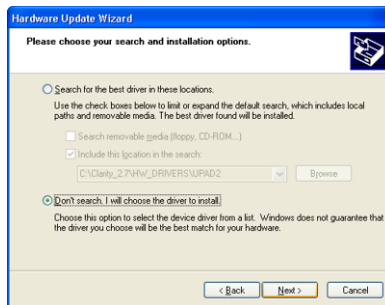 Hardware Update Wizard
Please choose your search and installation options.
Search for the best driver in these locations.
Use the check boxes below to limit or expand the default search, which includes local
paths and removable media. The best driver found will be installed.
Search removable media (floppy, CD-ROM...)
Include this location in the search:
C:\Clarity_2.7\HW_DRIVERS\UPAD2
Browse
Don't search. I will choose the driver to install.
Choose this option to select the device driver from a list. Windows does not guarantee that
the driver you choose will be the best match for your hardware.
< Back
Next >
Cancel